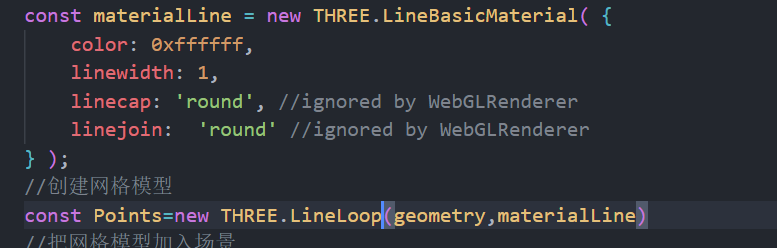 const materialLine = new THREE.LineBasicMaterial( {
color: 0xffffff,
linewidth: 1,
linecap: 'round', //ignored by WebGLRenderer
linejoin:  'round' //ignored by WebGLRenderer
} );
//创建网格模型
const Points=new THREE.LineLoop(geometry,materialLine)
//把网格模型加入场景